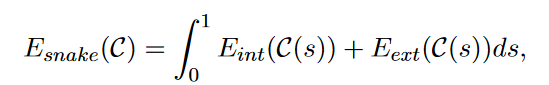 E_{snake}(\mathcal{C}) = \int_0^1 E_{int}(\mathcal{C}(s)) + E_{ext}(\mathcal{C}(s))ds,